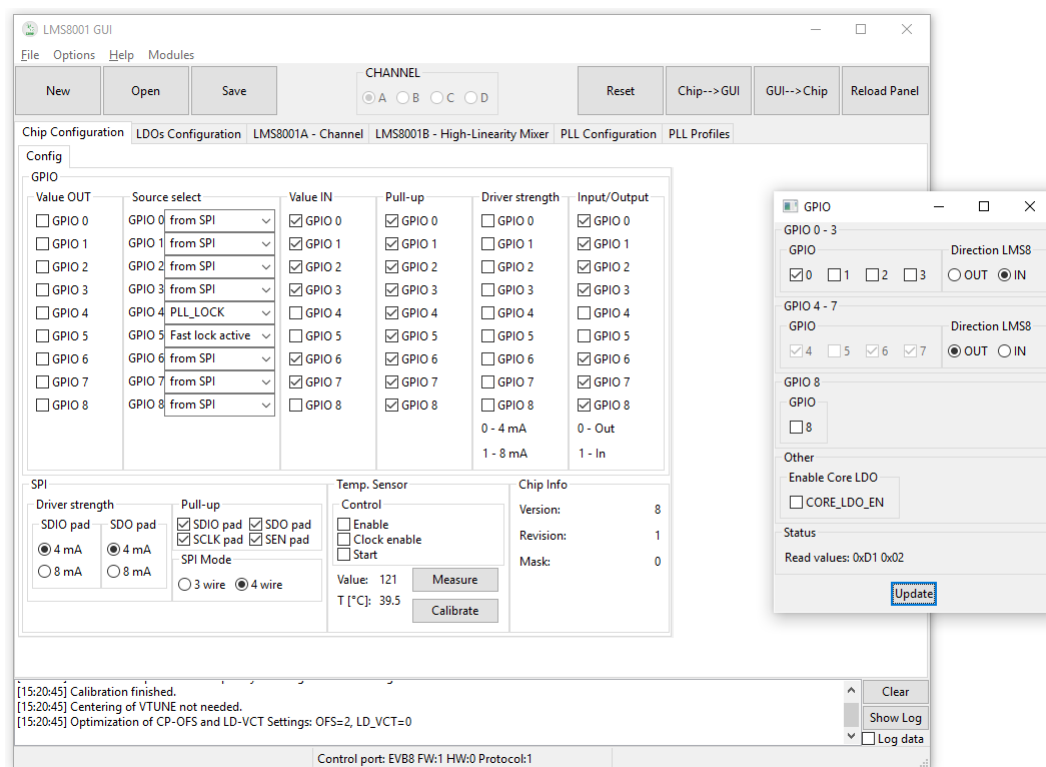 LMS8001 GUI
File Options Help Modules
New Open Save CHANNEL A B C D Reset Chip-->GUI GUI-->Chip Reload Panel
Chip Configuration LDOs Configuration LMS8001A - Channel LMS8001B - High-Linearity Mixer PLL Configuration PLL Profiles
Config
GPIO
Value OUT Source select Value IN Pull-up Driver strength Input/Output
GPIO 0 GPIO 0 from SPI GPIO 0 GPIO 0 GPIO 0 GPIO 0
GPIO 1 GPIO 1 from SPI GPIO 1 GPIO 1 GPIO 1 GPIO 1
GPIO 2 GPIO 2 from SPI GPIO 2 GPIO 2 GPIO 2 GPIO 2
GPIO 3 GPIO 3 from SPI GPIO 3 GPIO 3 GPIO 3 GPIO 3
GPIO 4 GPIO 4 PLL_LOCK GPIO 4 GPIO 4 GPIO 4 GPIO 4
GPIO 5 GPIO 5 Fast lock active GPIO 5 GPIO 5 GPIO 5 GPIO 5
GPIO 6 GPIO 6 from SPI GPIO 6 GPIO 6 GPIO 6 GPIO 6
GPIO 7 GPIO 7 from SPI GPIO 7 GPIO 7 GPIO 7 GPIO 7
GPIO 8 GPIO 8 from SPI GPIO 8 GPIO 8 GPIO 8 GPIO 8
0 - 4 mA 0 - Out
1 - 8 mA 1 - In
SPI
Driver strength
SDIO pad SDO pad
4 mA 4 mA
8 mA 8 mA
Pull-up
SDIO pad SDO pad
SCLK pad SEN pad
SPI Mode
3 wire 4 wire
Temp. Sensor
Control
Enable
Clock enable
Start
Value: 121 Measure
T [°C]: 39.5 Calibrate
Chip Info
Version: 8
Revision: 1
Mask: 0
GPIO
GPIO 0 - 3
GPIO Direction LMS8
0 1 2 3 OUT IN
GPIO 4 - 7
GPIO Direction LMS8
4 5 6 7 OUT IN
GPIO 8
GPIO
8
Other
Enable Core LDO
CORE_LDO_EN
Status
Read values: 0xD1 0x02
Update
[15:20:45] Calibration finished.
[15:20:45] Centering of VTUNE not needed.
[15:20:45] Optimization of CP-OFS and LD-VCT Settings: OFS=2, LD_VCT=0
Clear
Show Log
Log data
Control port: EVB8 FW:1 HW:0 Protocol:1